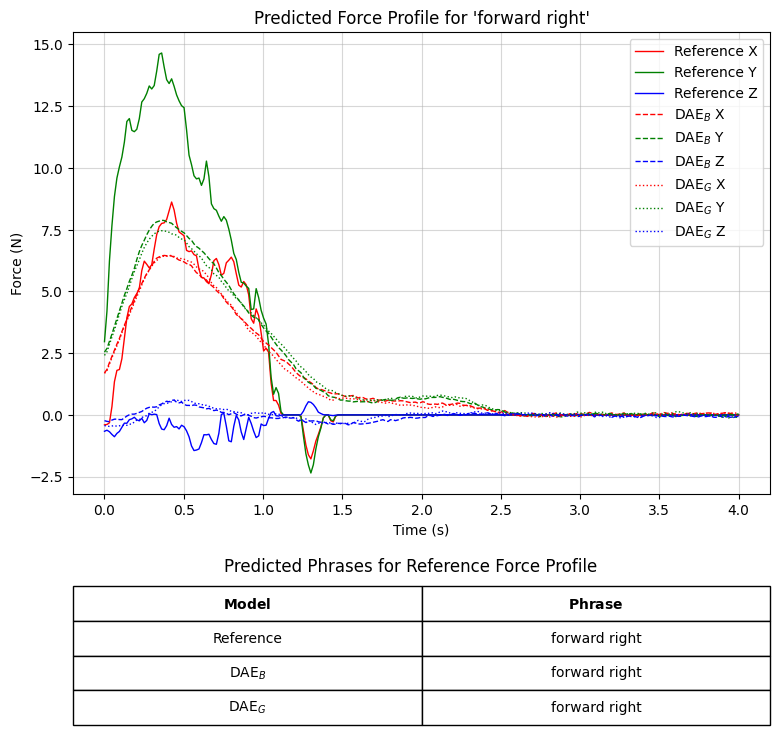 Predicted Force Profile for 'forward right'
Force (N)
15.0
12.5
10.0
7.5
5.0
2.5
0.0
−2.5
Reference X
Reference Y
Reference Z
DAE_B X
DAE_B Y
DAE_B Z
DAE_G X
DAE_G Y
DAE_G Z
0.0 0.5 1.0 1.5 2.0 2.5 3.0 3.5 4.0
Time (s)
Predicted Phrases for Reference Force Profile
Model Phrase
Reference forward right
DAE_B forward right
DAE_G forward right